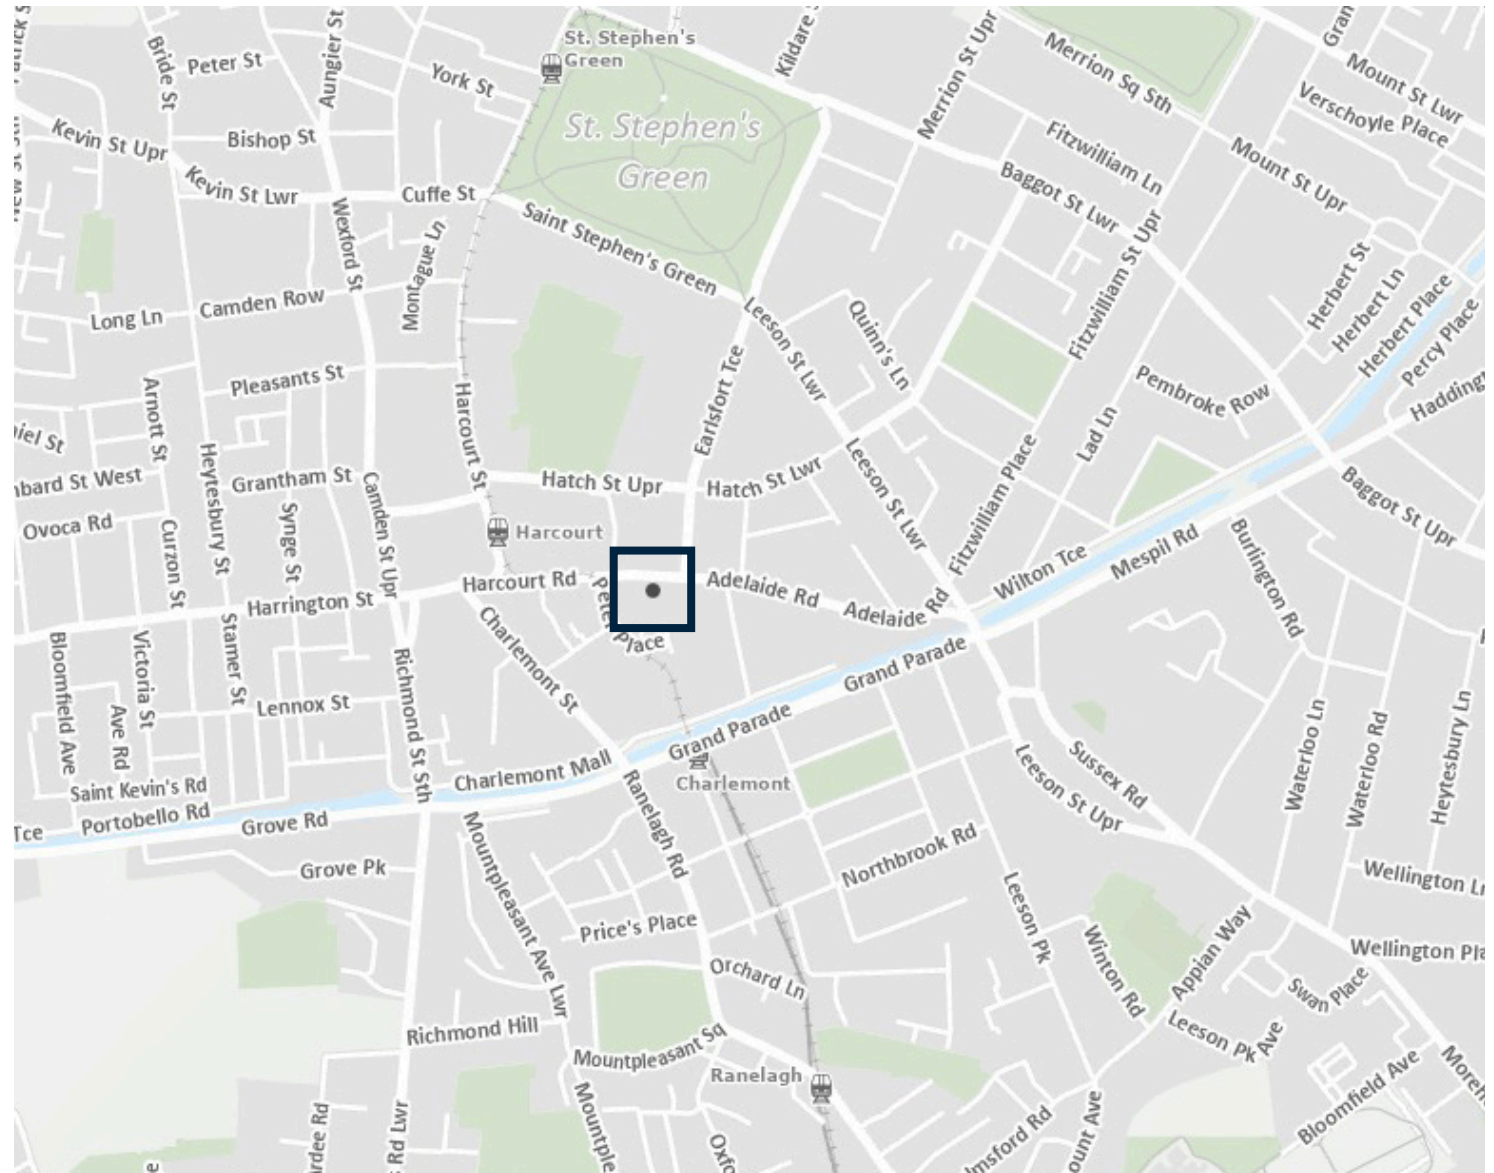 St. Stephen's
Green
Kildare
Merrion St Upr
Merrion Sq Sth
Mount St Lwr
Verschoyle Place
Bride St
Peter St
Aungier St
York St
Kevin St Upr
Bishop St
St. Stephen's
Green
Fitzwilliam Ln
Mount St Upr
Kevin St Lwr
Cuffe St
Baggot St Lwr
Wexford St
Montague Ln
Saint Stephen's Green
Fitzwilliam St Upr
Herbert St
Herbert Ln
Herbert Place
Percy Place
Long Ln
Camden Row
Leeson St Lwr
Quinn's Ln
Earlsfort Tce
Pleasants St
Arnott St
Harcourt St
Pembroke Row
Lad Ln
Heytesbury St
Grantham St
Camden St Upr
Hatch St Upr
Hatch St Lwr
Leeson St Lwr
Fitzwilliam Place
Baggot St Upr
Ovoca Rd
Curzon St
Synge St
Harcourt
Wilton Tce
Mespil Rd
Burlington Rd
Harrington St
Harcourt Rd
Adelaide Rd
Adelaide Rd
Place
Bloomfield Ave
Victoria St
Stamer St
Charlemont St
Grand Parade
Lennox St
Richmond St Sth
Ave Rd
Grand Parade
Waterloo Ln
Waterloo Rd
Heytesbury Ln
Saint Kevin's Rd
Charlemont Mall
Charlemont
Sussex Rd
Leeson St Upr
Tce
Portobello Rd
Grove Rd
Ranelagh Rd
Mountpleasant Ave Lwr
Northbrook Rd
Grove Pk
Wellington
Leeson Pk
Price's Place
Winton Rd
Appian Way
Orchard Ln
Swan Place
Richmond Hill
Mountpleasant Sq
Leeson Pk Ave
Ranelagh
Bloomfield Ave
Rd Lwr